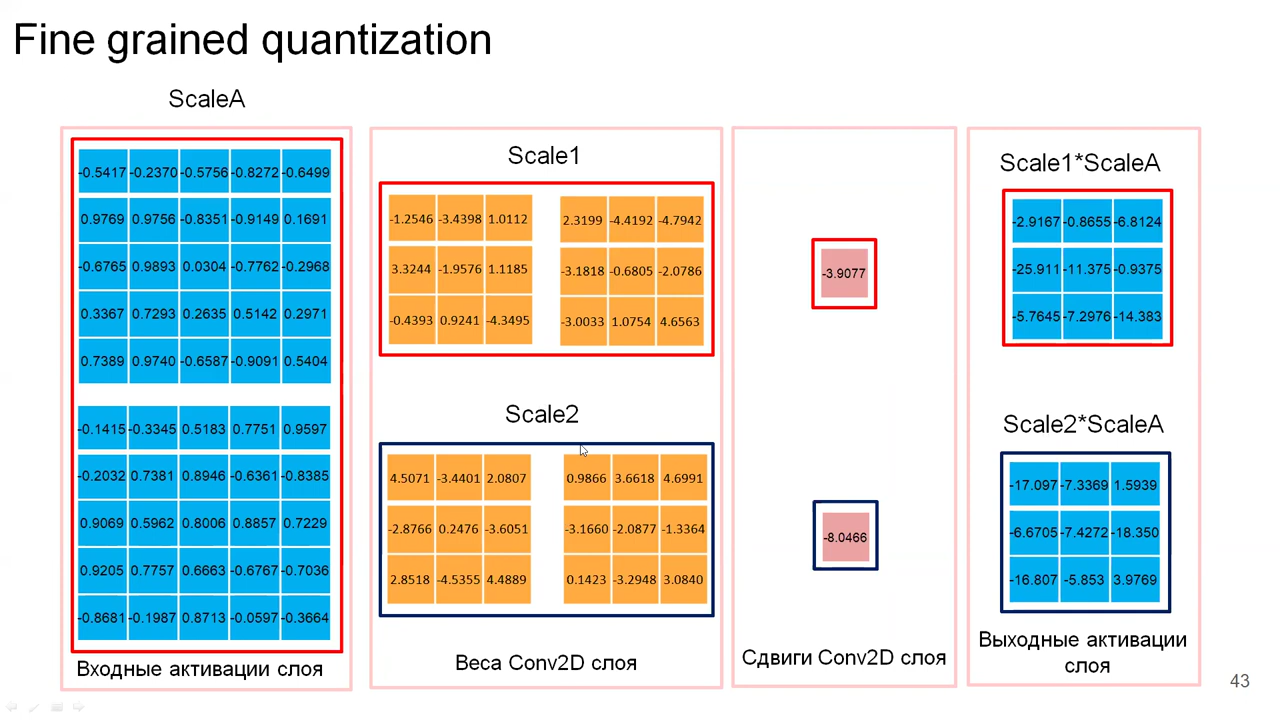 Fine grained quantization
ScaleA
-0.5417 -0.2370 -0.5756 -0.8272 -0.6499
0.9769 0.9756 -0.8351 -0.9149 0.1691
-0.6765 0.9893 0.0304 -0.7762 -0.2968
0.3367 0.7293 0.2635 0.5142 0.2971
0.7389 0.9740 -0.6587 -0.9091 0.5404
-0.1415 -0.3345 0.5183 0.7751 0.9597
-0.2032 0.7381 0.8946 -0.6361 -0.8385
0.9069 0.5962 0.8006 0.8857 0.7229
0.9205 0.7757 0.6663 -0.6767 -0.7036
-0.8681 -0.1987 0.8713 -0.0597 -0.3664
Входные активации слоя
Scale1
-1.2546 -3.4398 1.0112 2.3199 -4.4192 -4.7942
3.3244 -1.9576 1.1185 -3.1818 -0.6805 -2.0786
-0.4393 0.9241 -4.3495 -3.0033 1.0754 4.6563
Scale2
4.5071 -3.4401 2.0807 0.9866 3.6618 4.6991
-2.8766 0.2476 -3.6051 -3.1660 -2.0877 -1.3364
2.8518 -4.5355 4.4889 0.1423 -3.2948 3.0840
Веса Conv2D слоя
-3.9077
-8.0466
Сдвиги Conv2D слоя
Scale1*ScaleA
-2.9167 -0.8655 -6.8124
-25.911 -11.375 -0.9375
-5.7645 -7.2976 -14.383
Scale2*ScaleA
-17.097 -7.3369 1.5939
-6.6705 -7.4272 -18.350
-16.807 -5.853 3.9769
Выходные активации
слоя
43